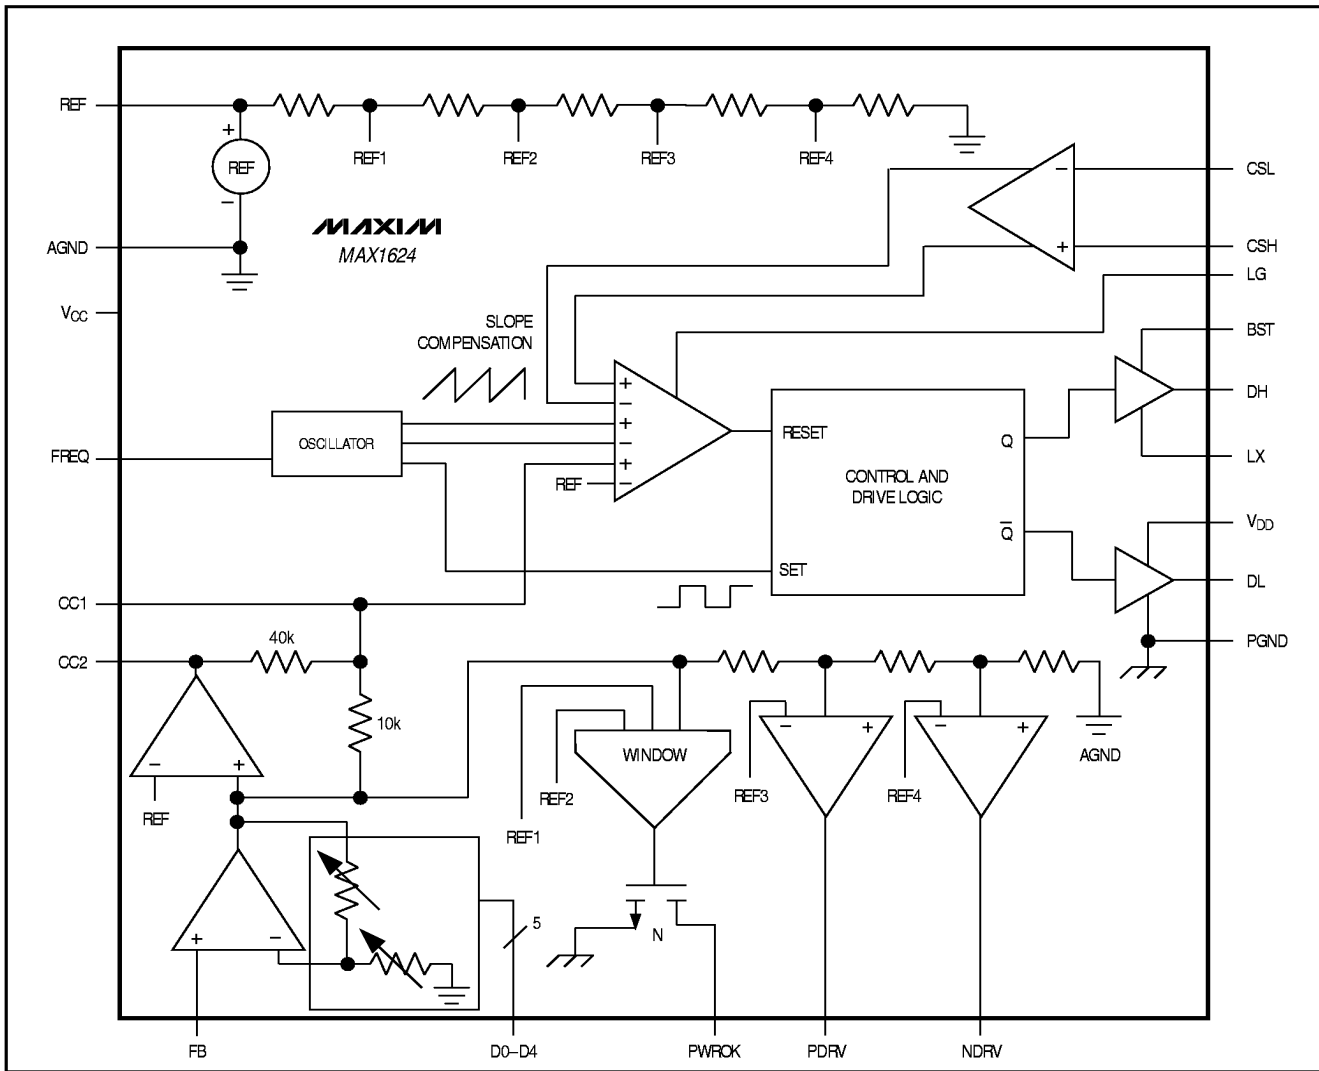 REF
REF1
REF2
REF3
REF4
+
REF
−
− CSL
MAXIM
MAX1624
AGND
+ CSH
LG
VCC
SLOPE
COMPENSATION
BST
DH
LX
+
−
+
−
+
REF −
OSCILLATOR
FREQ
RESET
Q
CONTROL AND
DRIVE LOGIC
Q̅
SET
VDD
DL
PGND
CC1
CC2
40k
10k
− +
REF
WINDOW
REF2
REF1
− +
REF3
− +
REF4
AGND
+ −
5
N
FB
D0–D4
PWROK
PDRV
NDRV